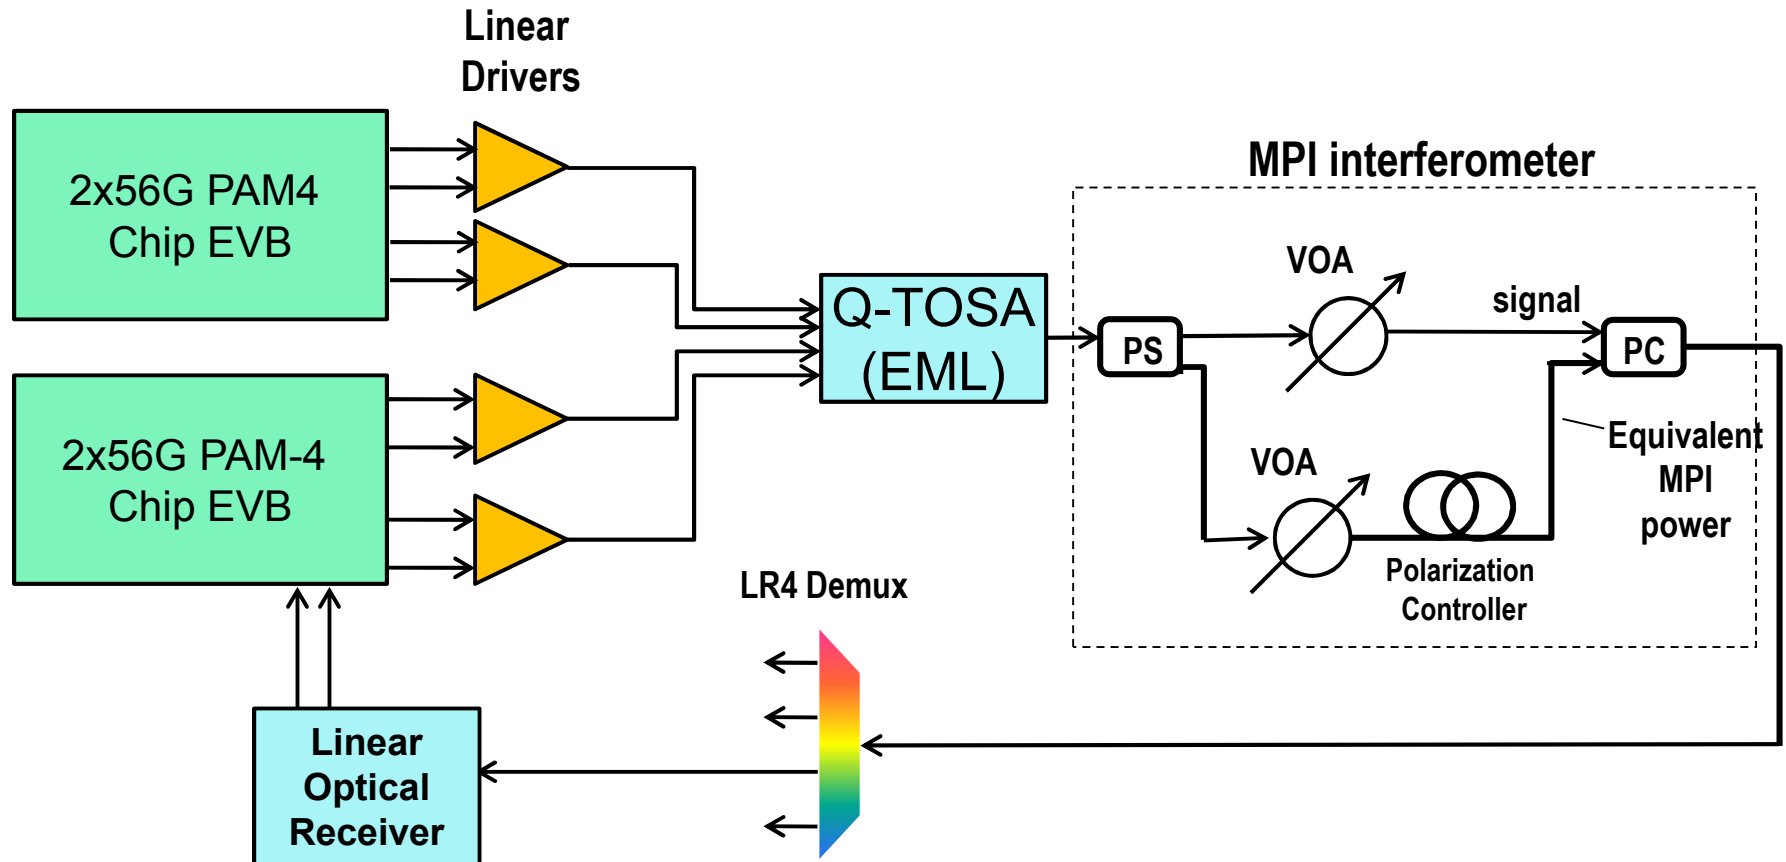 Linear
Drivers
2x56G PAM4
Chip EVB
2x56G PAM-4
Chip EVB
Q-TOSA
(EML)
MPI interferometer
VOA
signal
PS
PC
VOA
Equivalent
MPI
power
Polarization
Controller
LR4 Demux
Linear
Optical
Receiver